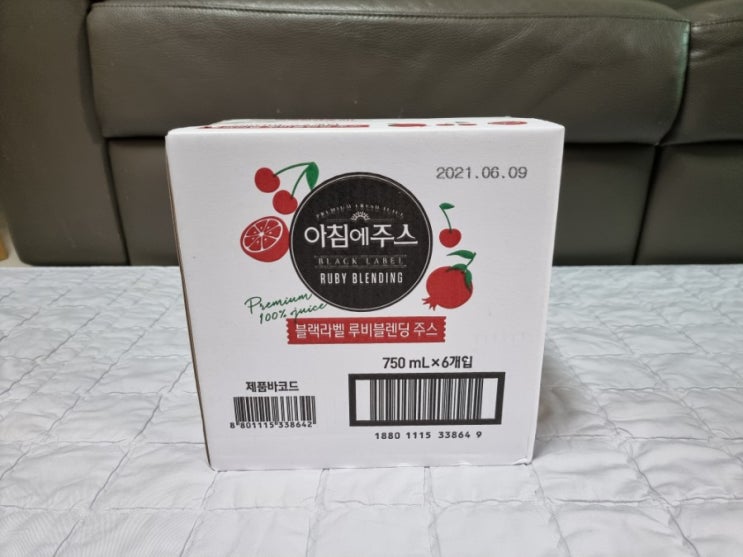 2021.06.09
PREMIUM FRESH JUICE
아침에주스
BLACK LABEL
RUBY BLENDING
Premium
100% juice
블랙라벨 루비블렌딩 주스
750 mL×6개입
제품바코드
8 801115 338642
1880 1115 33864 9